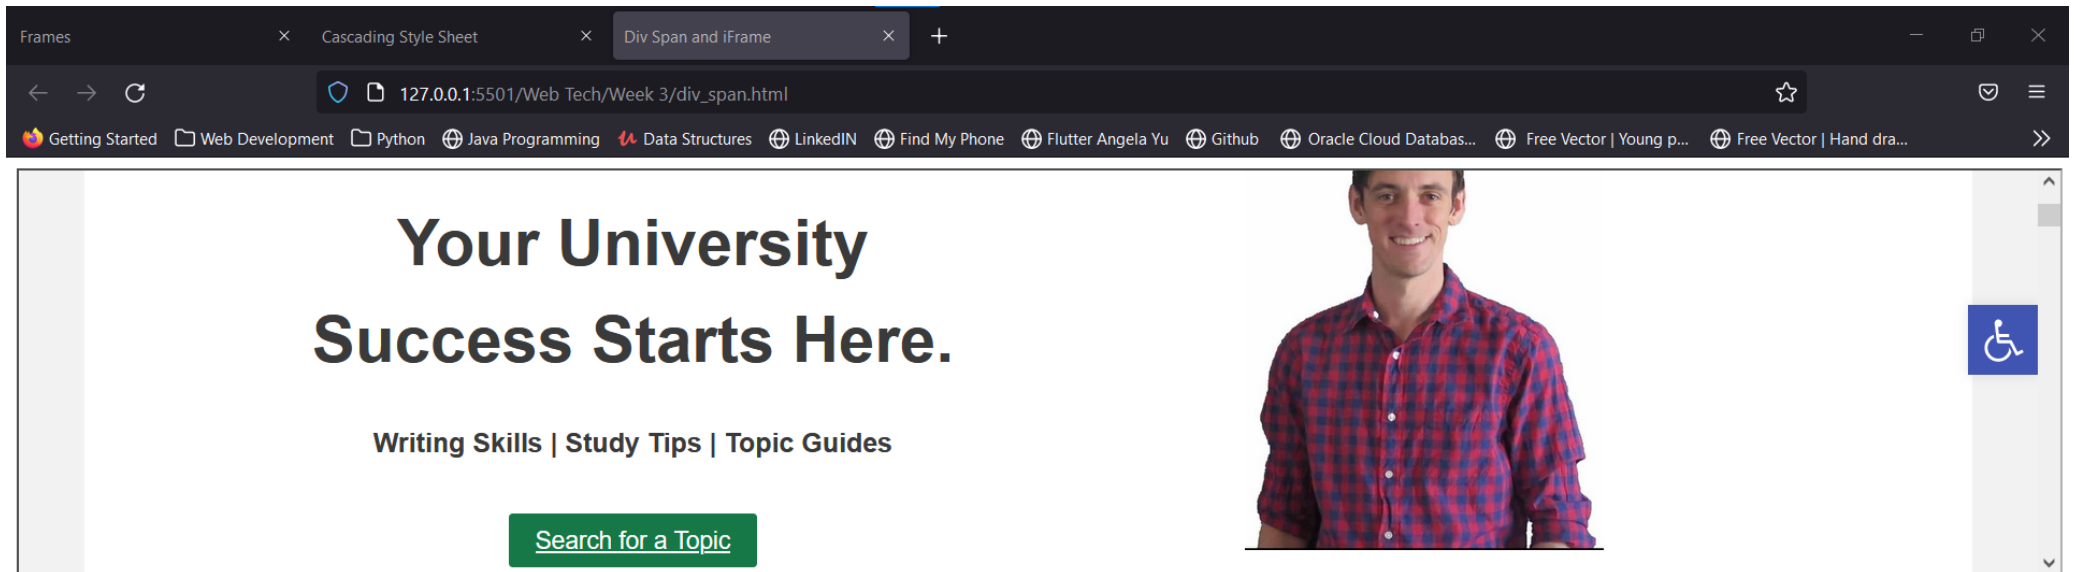 Frames
Cascading Style Sheet
Div Span and iFrame
127.0.0.1:5501/Web Tech/Week 3/div_span.html
Getting Started Web Development Python Java Programming Data Structures LinkedIN Find My Phone Flutter Angela Yu Github Oracle Cloud Databas... Free Vector | Young p... Free Vector | Hand dra...
Your University
Success Starts Here.
Writing Skills | Study Tips | Topic Guides
Search for a Topic